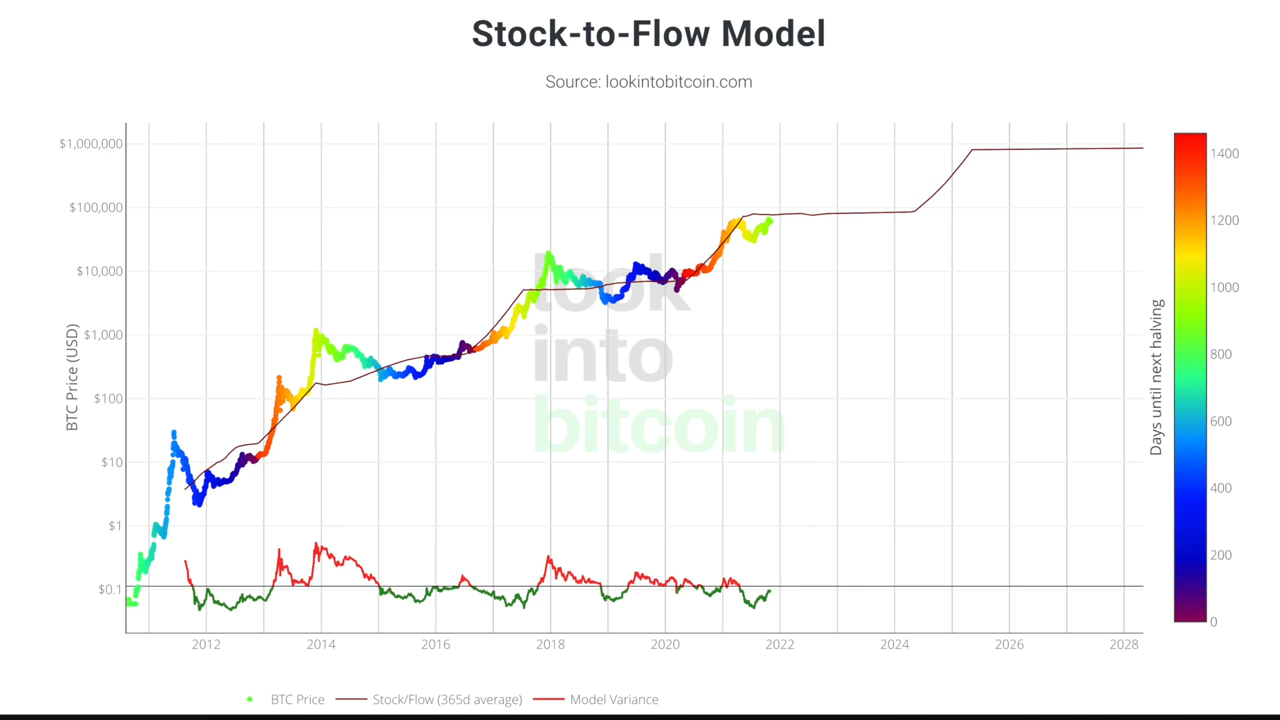 Stock-to-Flow Model
Source: lookintobitcoin.com
BTC Price (USD)
$1,000,000
$100,000
$10,000
$1,000
$100
$10
$1
$0.1
look
into
bitcoin
2012 2014 2016 2018 2020 2022 2024 2026 2028
Days until next halving
1400
1200
1000
800
600
400
200
0
BTC Price Stock/Flow (365d average) Model Variance